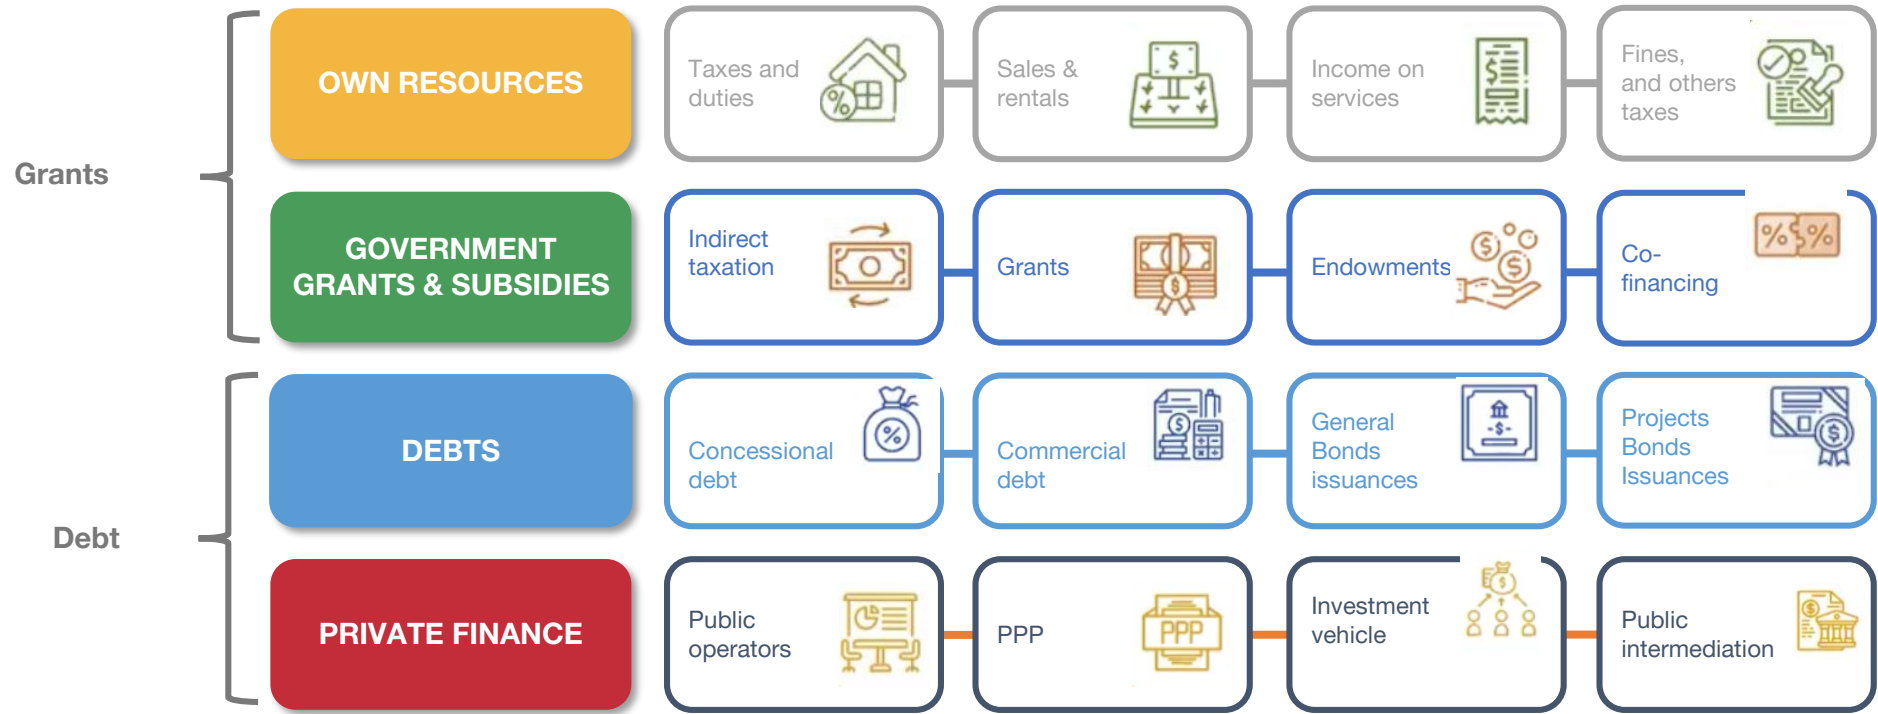 Grants
OWN RESOURCES
Taxes and
duties
%
Sales &
rentals
$
Income on
services
$
Fines,
and others
taxes
GOVERNMENT
GRANTS & SUBSIDIES
Indirect
taxation
Grants
$
Endowments
$
$
Co-
financing
% %
Debt
DEBTS
Concessional
debt
%
Commercial
debt
$
General
Bonds
issuances
-$-
Projects
Bonds
Issuances
$
PRIVATE FINANCE
Public
operators
PPP
PPP
Investment
vehicle
$
Public
intermediation
$